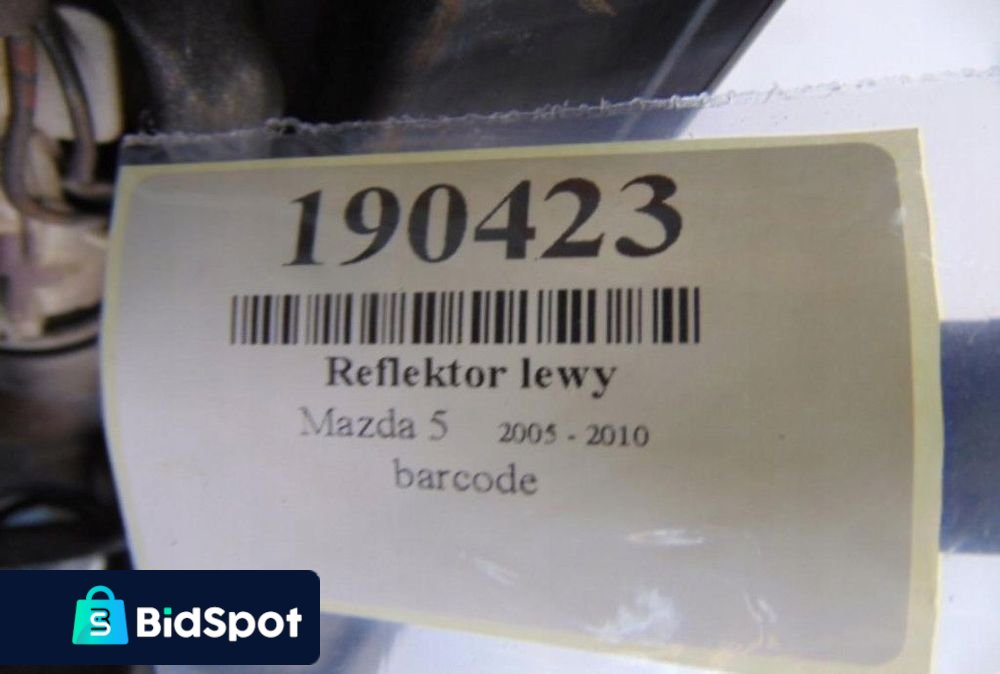 190423
Reflektor lewy
Mazda 5 2005 - 2010
barcode
BidSpot